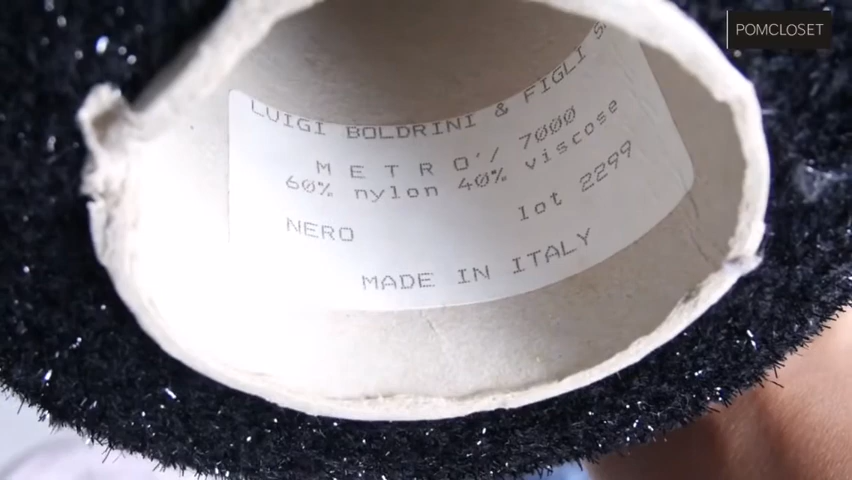 POMCLOSET
LUIGI BOLDRINI & FIGLI
METRO'/ 7000
60% nylon 40% viscose
NERO
lot 2299
MADE IN ITALY